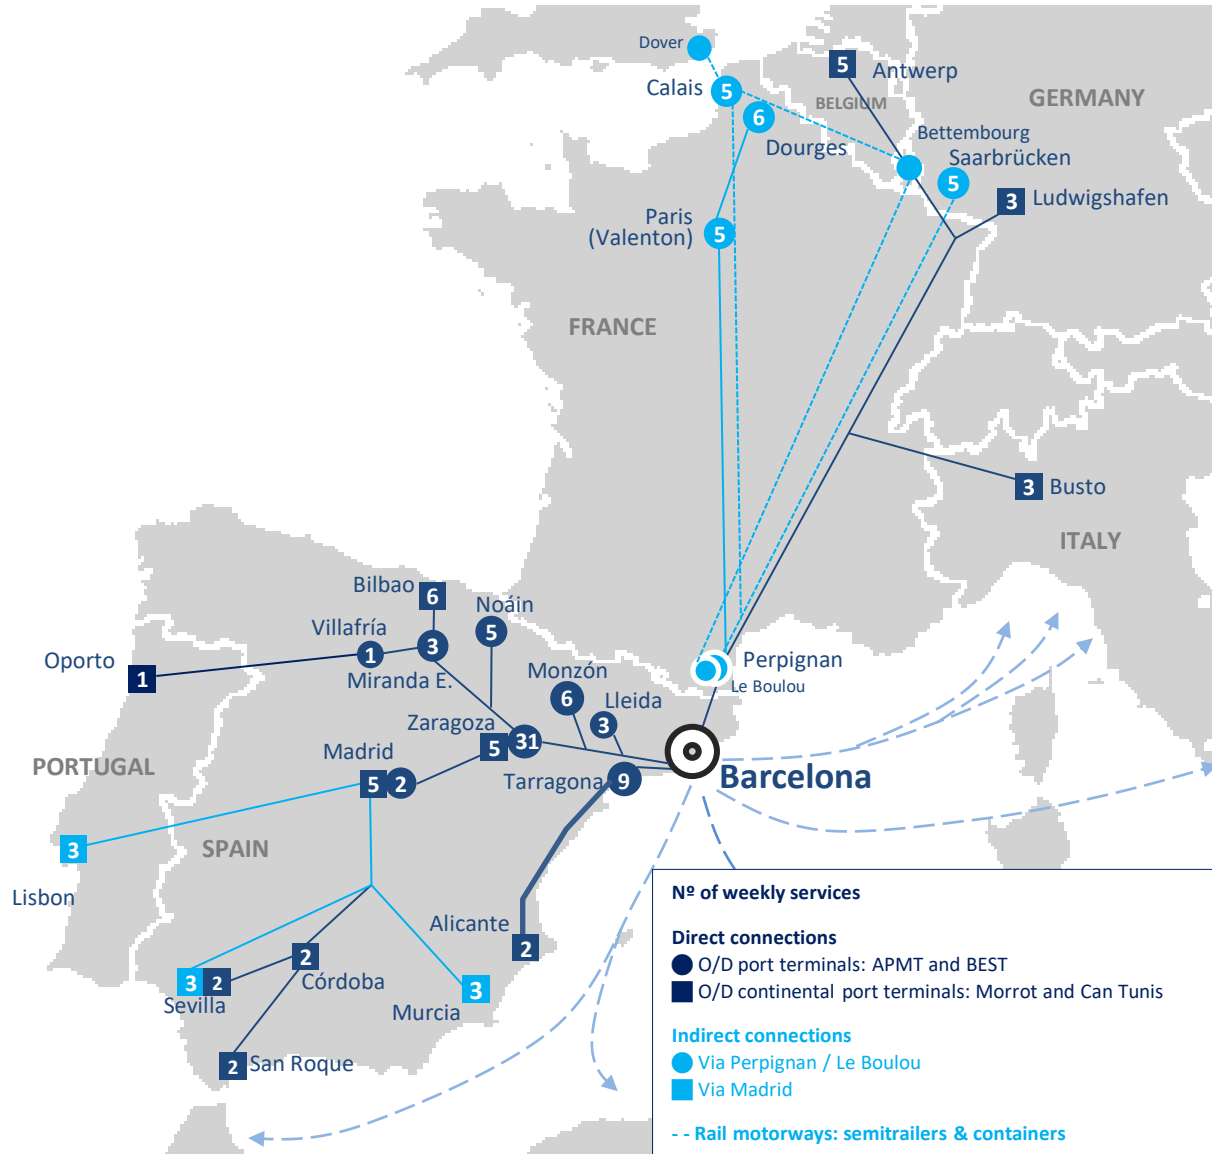 Dover
5
Antwerp
Calais
5
BELGIUM
GERMANY
6
Dourges
Bettembourg
Saarbrücken
5
3
Ludwigshafen
Paris
(Valenton)
5
FRANCE
3
Busto
ITALY
Bilbao
6
Noáin
5
Villafría
1
3
Miranda E.
Oporto
1
Monzón
6
Lleida
3
Perpignan
Le Boulou
Zaragoza
5
31
Madrid
5
2
Tarragona
9
Barcelona
PORTUGAL
3
SPAIN
Lisbon
Alicante
2
2
Córdoba
3
2
Sevilla
3
Murcia
2
San Roque
Nº of weekly services
Direct connections
O/D port terminals: APMT and BEST
O/D continental port terminals: Morrot and Can Tunis
Indirect connections
Via Perpignan / Le Boulou
Via Madrid
- - Rail motorways: semitrailers & containers